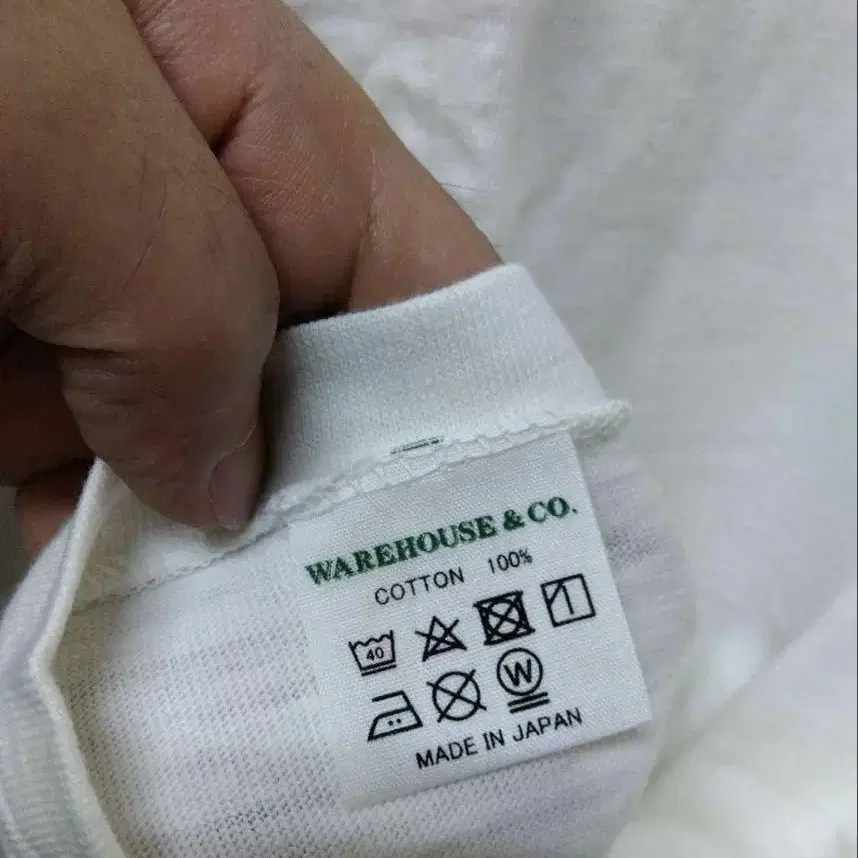 WAREHOUSE & CO.
COTTON 100%
40
W
MADE IN JAPAN